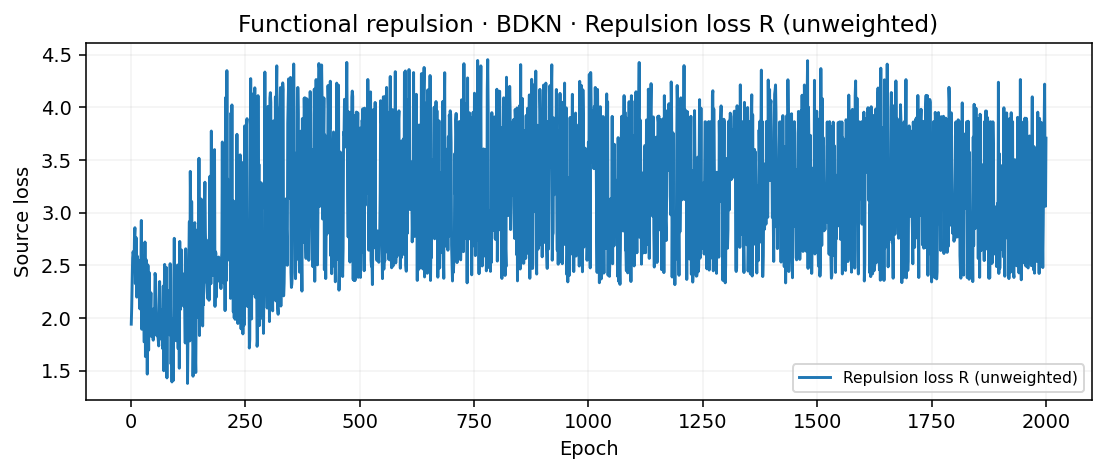 Functional repulsion · BDKN · Repulsion loss R (unweighted)
4.5
4.0
3.5
3.0
2.5
2.0
1.5
Source loss
0 250 500 750 1000 1250 1500 1750 2000
Epoch
Repulsion loss R (unweighted)